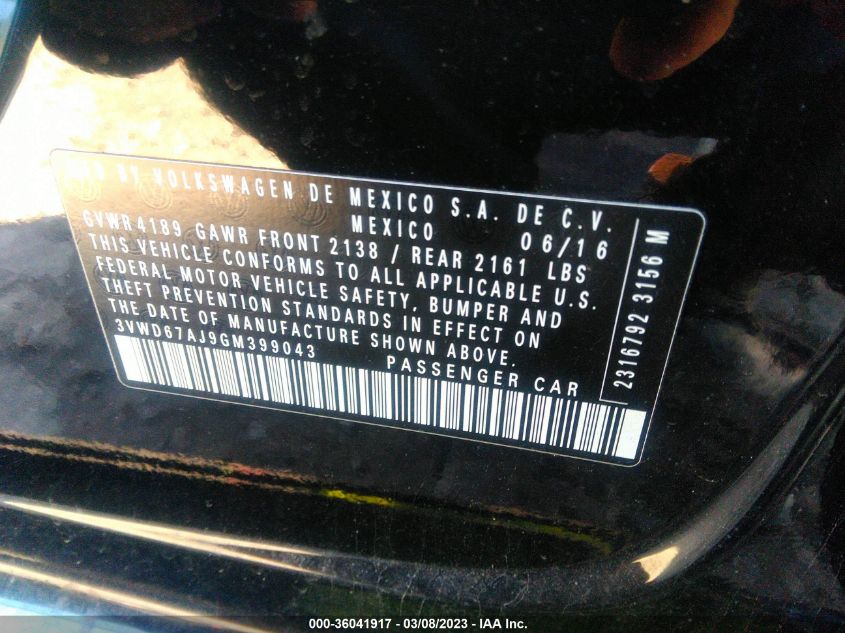 MFD BY VOLKSWAGEN DE MEXICO S.A. DE C.V.
MEXICO 06/16
GVWR 4189 GAWR FRONT 2138 / REAR 2161 LBS
THIS VEHICLE CONFORMS TO ALL APPLICABLE U.S.
FEDERAL MOTOR VEHICLE SAFETY, BUMPER AND
THEFT PREVENTION STANDARDS IN EFFECT ON
THE DATE OF MANUFACTURE SHOWN ABOVE.
3VWD67AJ9GM399043 PASSENGER CAR
2316792 3156 M
000-36041917 - 03/08/2023 - IAA Inc.